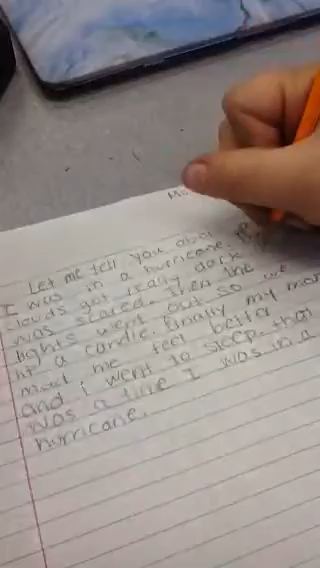 Let me tell you about
I was in a hurricane. The
clouds got really dark
was scared. Then the
lights went out so we
lit a candle. Finally my mom
mad me feel better
and i went to sleep. that
was a time I was in a
hurricane.